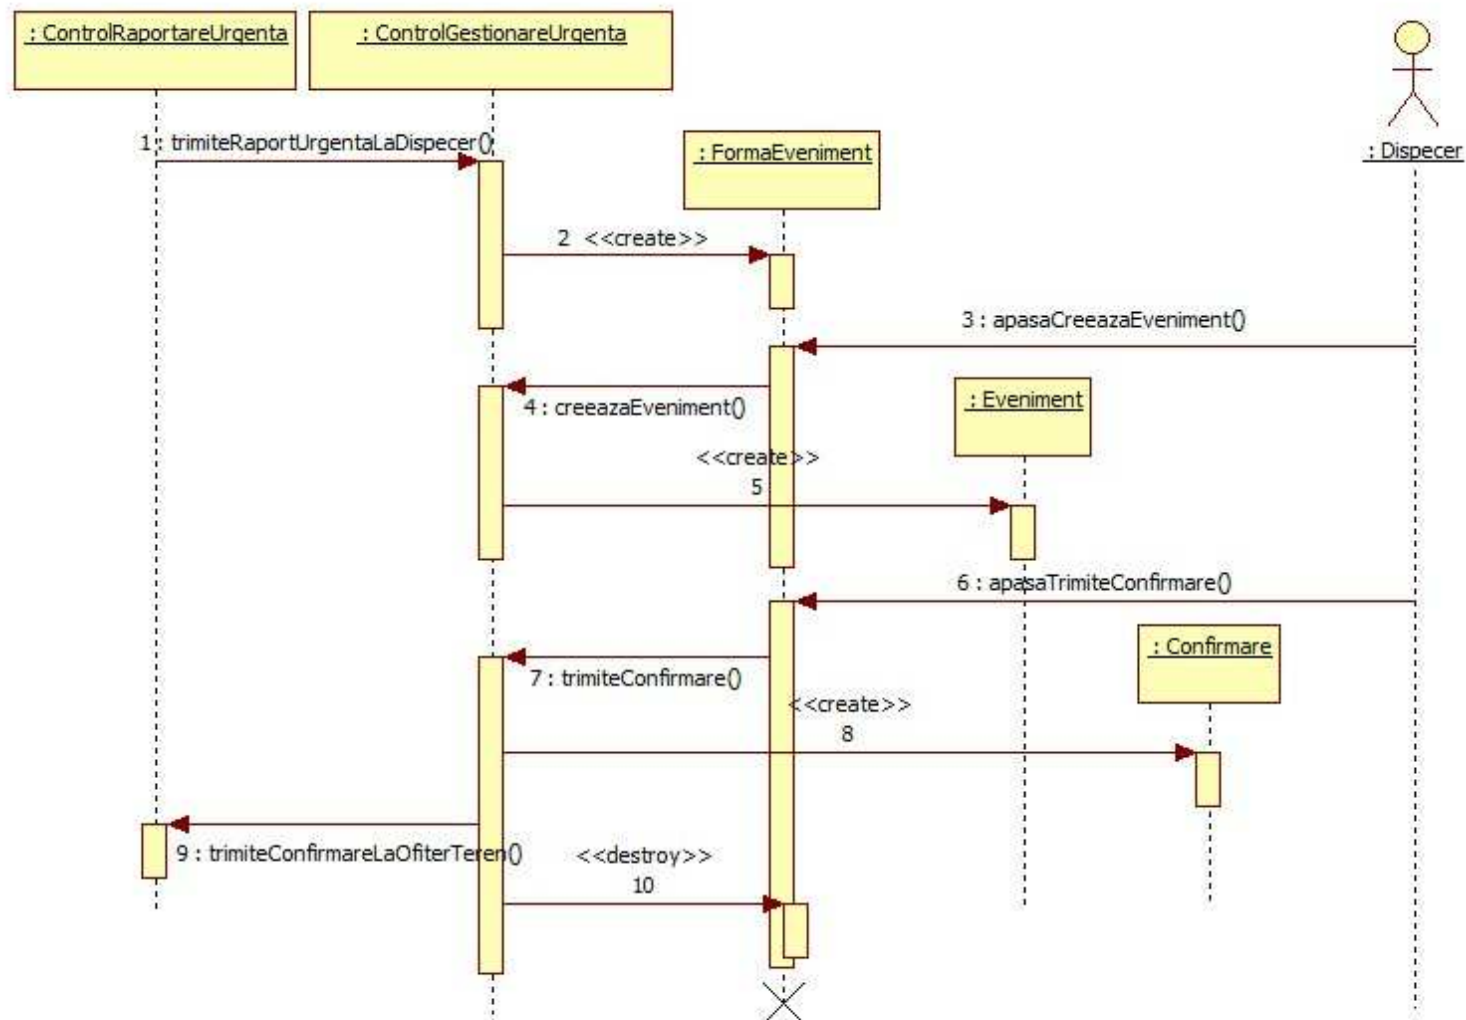 : ControlRaportareUrgenta
: ControlGestionareUrgenta
1 : trimiteRaportUrgentaLaDispecer()
: FormaEveniment
: Dispecer
2 <<create>>
3 : apasaCreeazaEveniment()
4 : creeazaEveniment()
: Eveniment
<<create>>
5
6 : apasaTrimiteConfirmare()
: Confirmare
7 : trimiteConfirmare()
<<create>>
8
9 : trimiteConfirmareLaOfiterTeren()
<<destroy>>
10